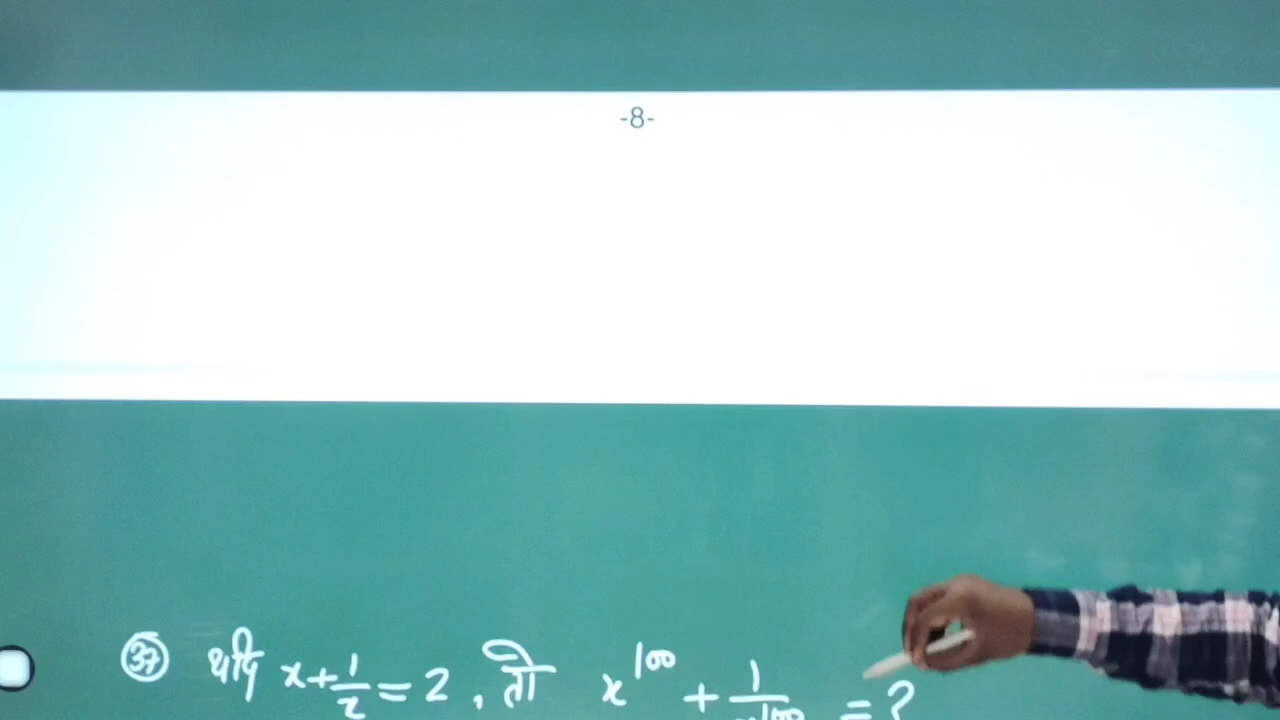 -8-
37 यदि x + 1/x = 2, तो x^100 + 1/x^100 = ?